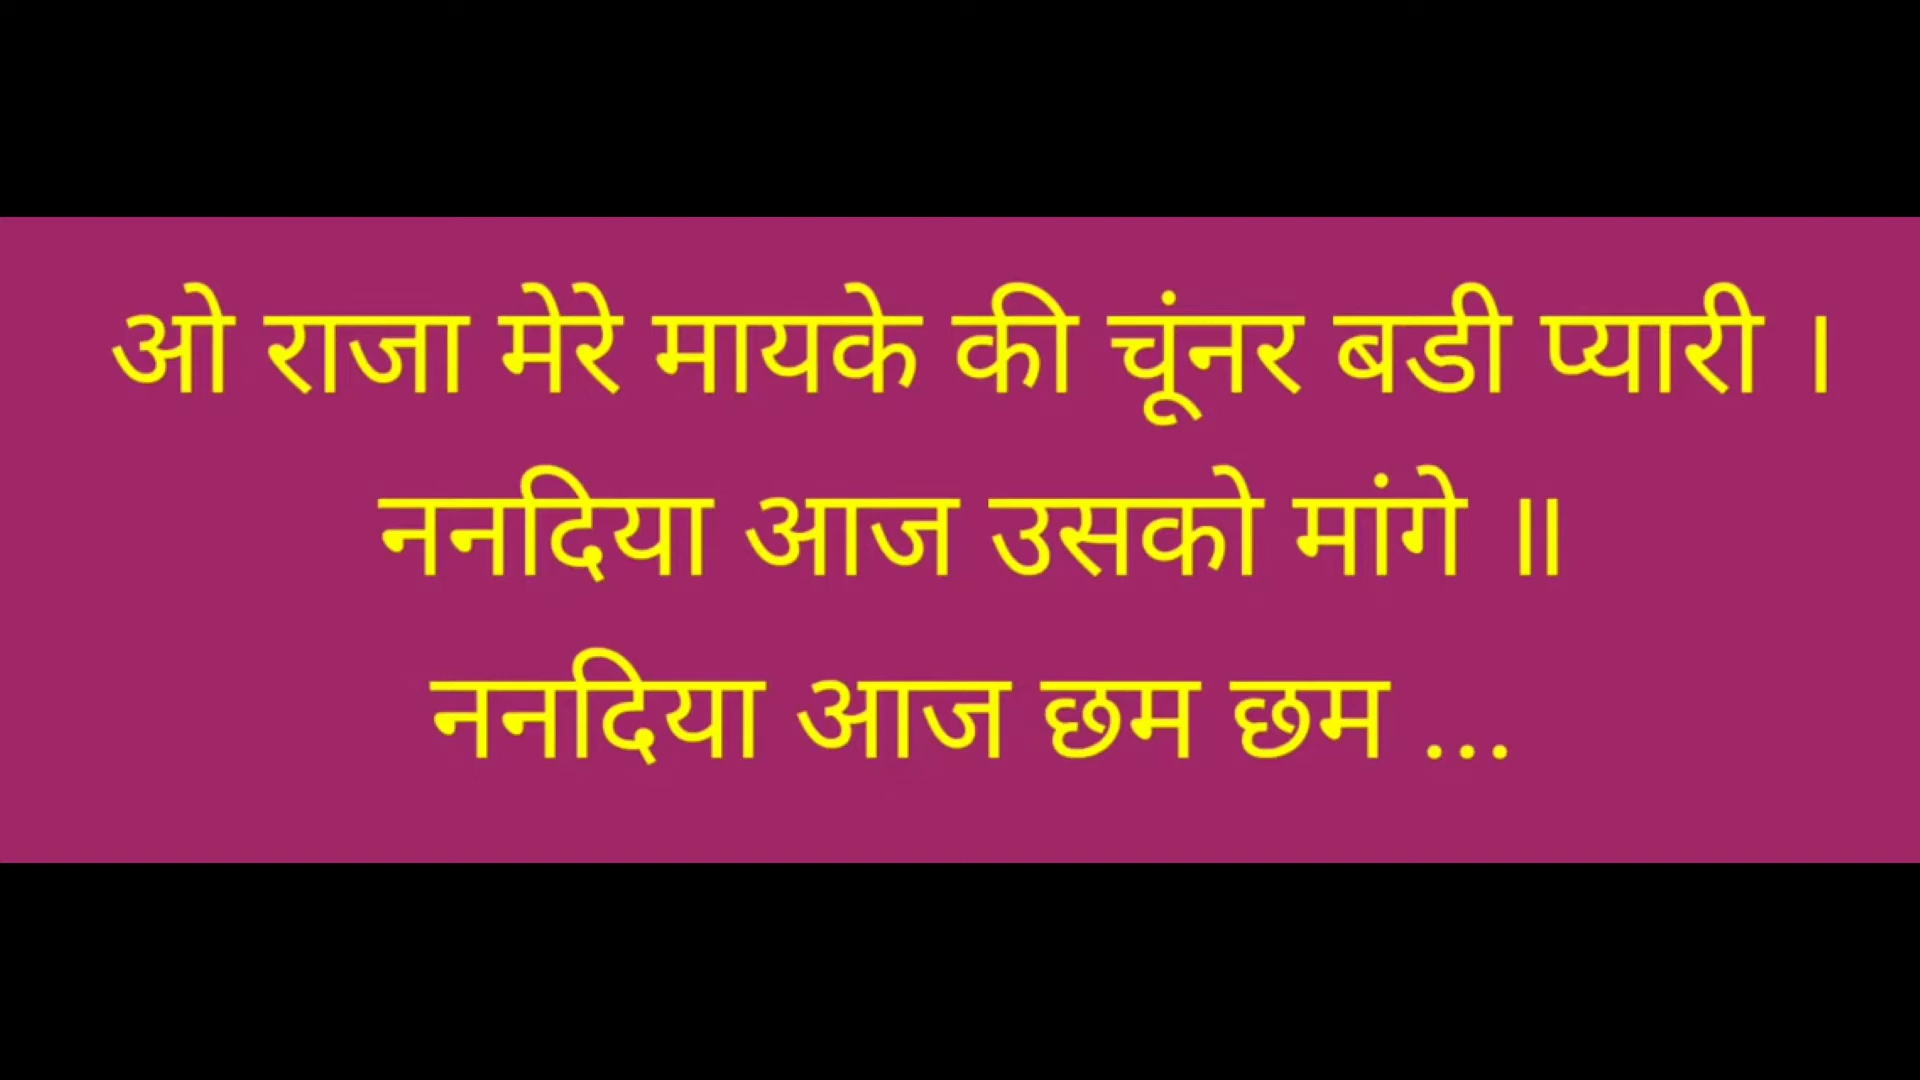 ओ राजा मेरे मायके की चूंनर बडी प्यारी ।
ननदिया आज उसको मांगे ॥
ननदिया आज छम छम ...